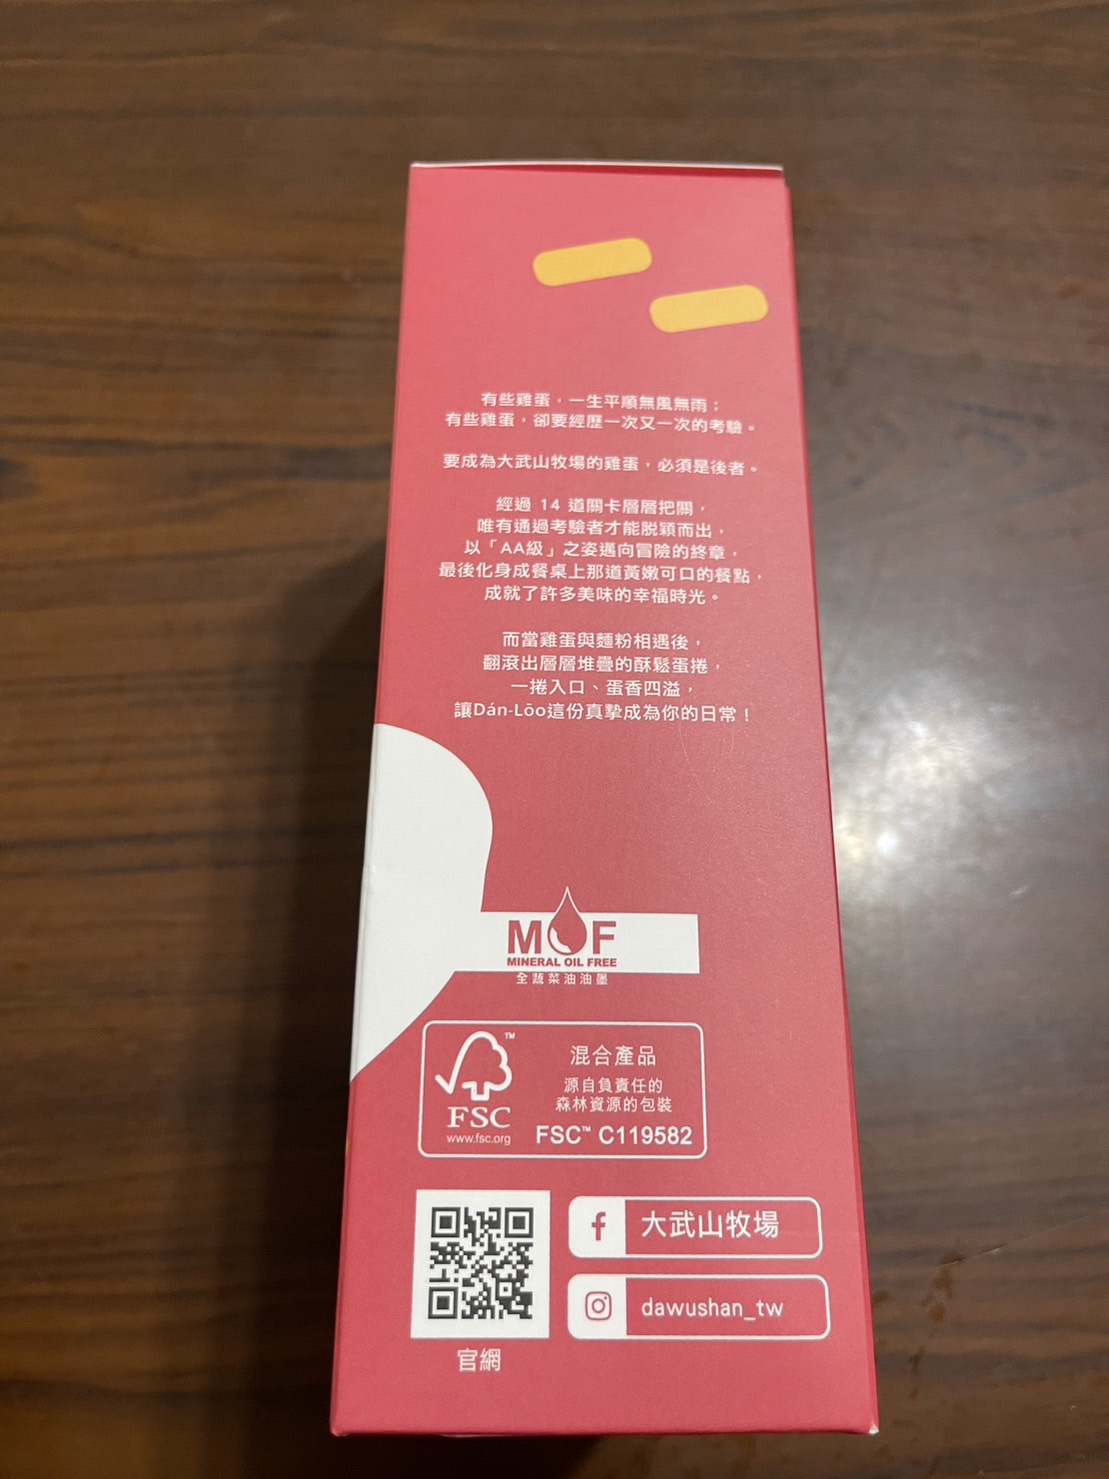 有些雞蛋，一生平順無風無雨；
有些雞蛋，卻要經歷一次又一次的考驗。
要成為大武山牧場的雞蛋，必須是後者。
經過 14 道關卡層層把關，
唯有通過考驗者才能脫穎而出，
以「AA級」之姿邁向冒險的終章，
最後化身成餐桌上那道黃嫩可口的餐點，
成就了許多美味的幸福時光。
而當雞蛋與麵粉相遇後，
翻滾出層層堆疊的酥鬆蛋捲，
一捲入口、蛋香四溢，
讓Dán-Lōo這份真摯成為你的日常！
MOF
MINERAL OIL FREE
全蔬菜油油墨
TM
FSC
www.fsc.org
混合產品
源自負責任的
森林資源的包裝
FSC™ C119582
官網
f 大武山牧場
dawushan_tw